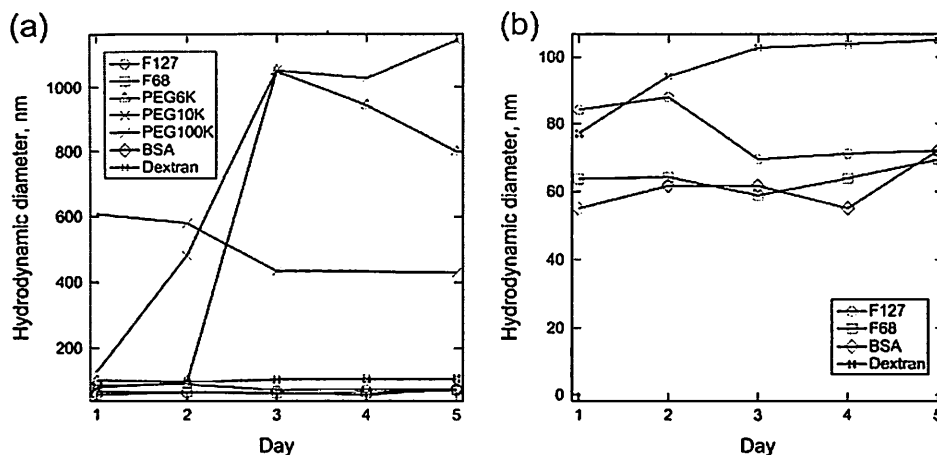 (a)
Hydrodynamic diameter, nm
1000
800
600
400
200
F127
F68
PEG6K
PEG10K
PEG100K
BSA
Dextran
1 2 3 4 5
Day
(b)
Hydrodynamic diameter, nm
100
80
60
40
20
0
F127
F68
BSA
Dextran
1 2 3 4 5
Day